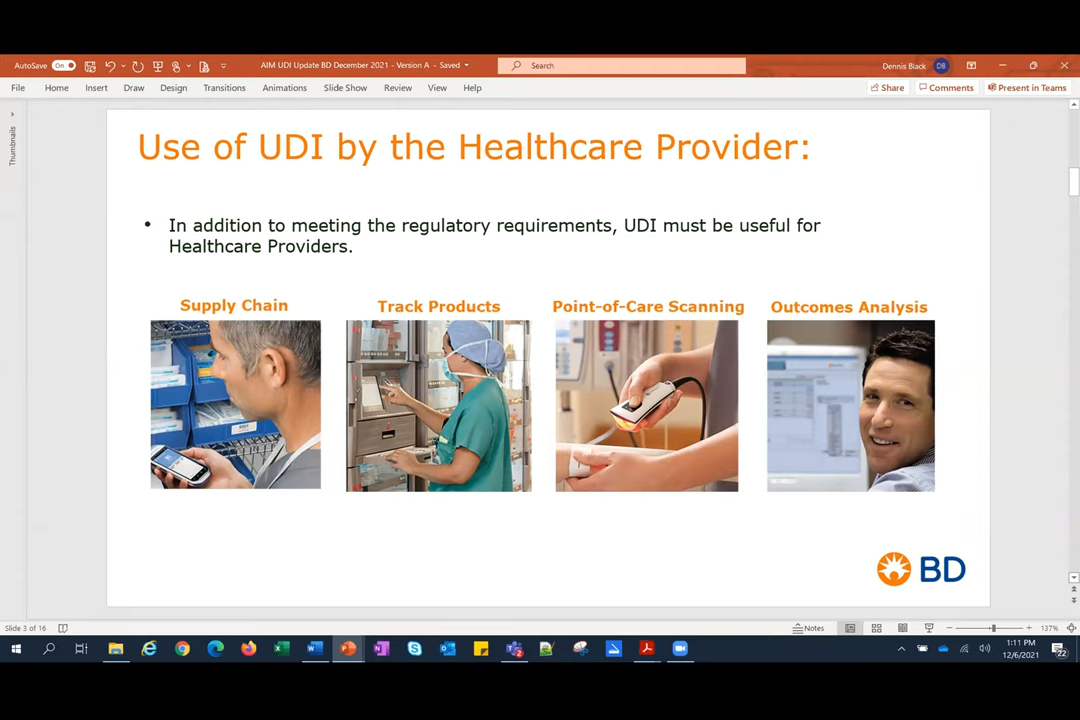 AutoSave On AIM UDI Update BD December 2021 - Version A - Saved Search Dennis Black DB
File Home Insert Draw Design Transitions Animations Slide Show Review View Help Share Comments Present in Teams
Thumbnails
Use of UDI by the Healthcare Provider:
• In addition to meeting the regulatory requirements, UDI must be useful for
Healthcare Providers.
Supply Chain Track Products Point-of-Care Scanning Outcomes Analysis
BD
Slide 3 of 16 Notes 137%
1:11 PM
12/6/2021
22